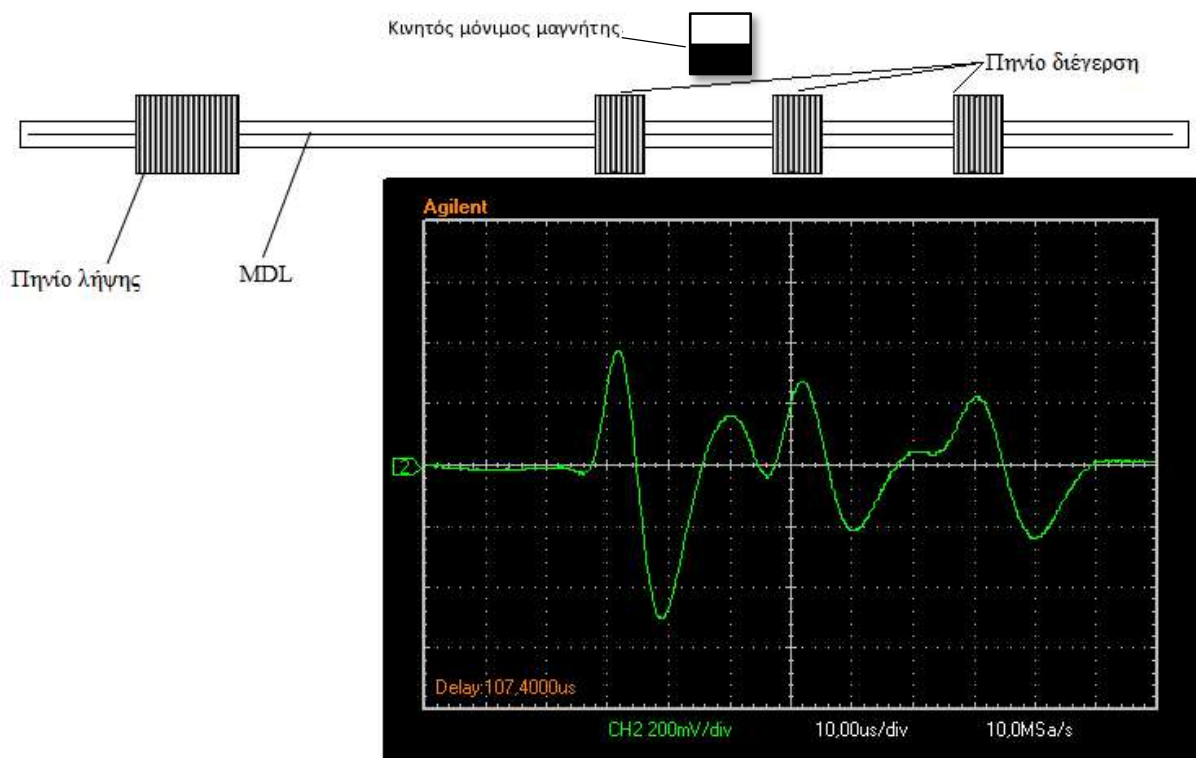 Κινητός μόνιμος μαγνήτης
Πηνίο διέγερση
Πηνίο λήψης
MDL
Agilent
2
Delay:107,4000us
CH2 200mV/div
10,00us/div
10,0MSa/s